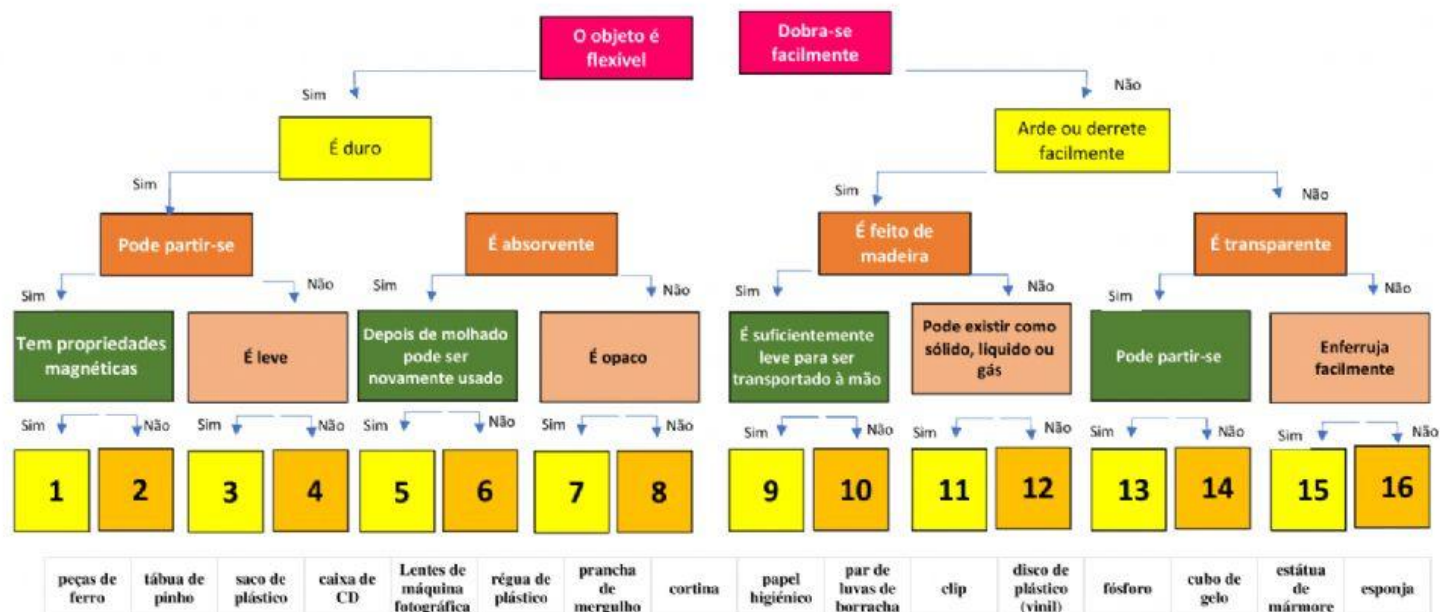 O objeto é
flexível
Dobra-se
facilmente
Sim
Não
É duro
Arde ou derrete
facilmente
Sim
Sim
Não
Pode partir-se
É absorvente
É feito de
madeira
É transparente
Sim
Não
Sim
Não
Sim
Não
Sim
Não
Tem propriedades
magnéticas
É leve
Depois de molhado
pode ser
novamente usado
É opaco
É suficientemente
leve para ser
transportado à mão
Pode existir como
sólido, líquido ou
gás
Pode partir-se
Enferruja
facilmente
Sim
Não
Sim
Não
Sim
Não
Sim
Não
Sim
Não
Sim
Não
Sim
Não
Sim
Não
1
2
3
4
5
6
7
8
9
10
11
12
13
14
15
16
peças de
ferro
tábua de
pinho
saco de
plástico
caixa de
CD
Lentes de
máquina
fotográfica
régua de
plástico
prancha
de
mergulho
cortina
papel
higiénico
par de
luvas de
borracha
clip
disco de
plástico
(vinil)
fósforo
cubo de
gelo
estátua
de
mármore
esponja